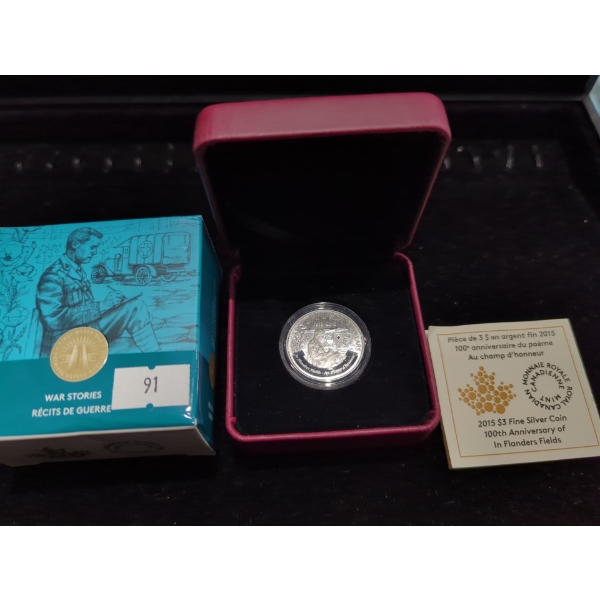 WAR STORIES
RÉCITS DE GUERRE
91
Pièce de 3 $ en argent fin 2015
100e anniversaire du poème
Au champ d'honneur
MONNAIE ROYALE CANADIENNE
ROYAL CANADIAN MINT
2015 $3 Fine Silver Coin
100th Anniversary of
In Flanders Fields